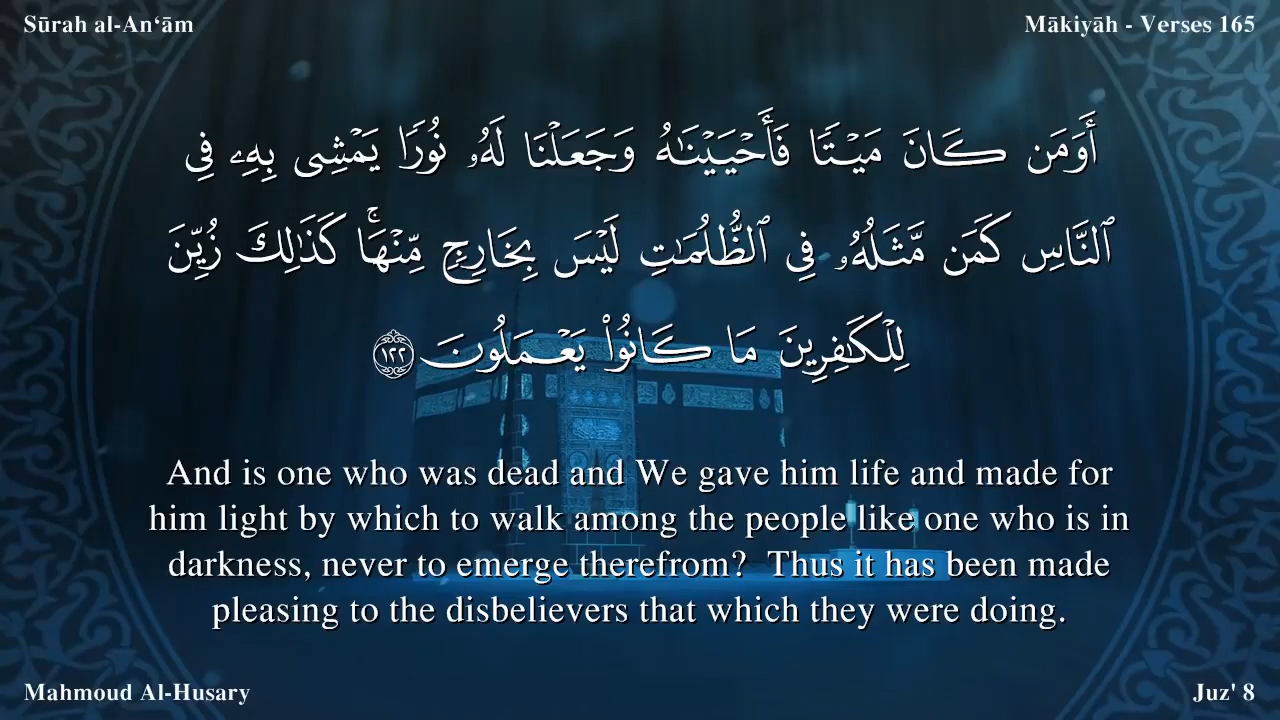 Sūrah al-An‘ām
Mākiyāh - Verses 165
أَوَمَن كَانَ مَيْتًا فَأَحْيَيْنَـٰهُ وَجَعَلْنَا لَهُۥ نُورًا يَمْشِى بِهِۦ فِى
ٱلنَّاسِ كَمَن مَّثَلُهُۥ فِى ٱلظُّلُمَـٰتِ لَيْسَ بِخَارِجٍ مِّنْهَا ۚ كَذَٰلِكَ زُيِّنَ
لِلْكَـٰفِرِينَ مَا كَانُوا۟ يَعْمَلُونَ ١٢٢
And is one who was dead and We gave him life and made for
him light by which to walk among the people like one who is in
darkness, never to emerge therefrom?  Thus it has been made
pleasing to the disbelievers that which they were doing.
Mahmoud Al-Husary
Juz' 8